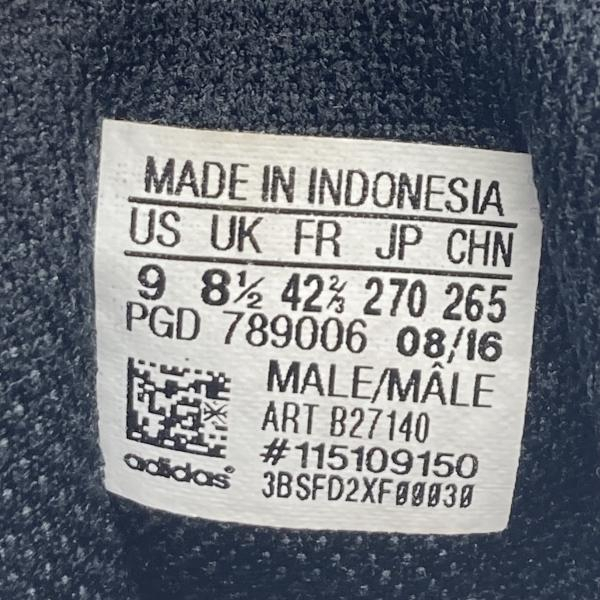 MADE IN INDONESIA
US UK FR JP CHN
9 8½ 42⅔ 270 265
PGD 789006 08/16
MALE/MÂLE
ART B27140
#115109150
adidas®
3BSFD2XF00030